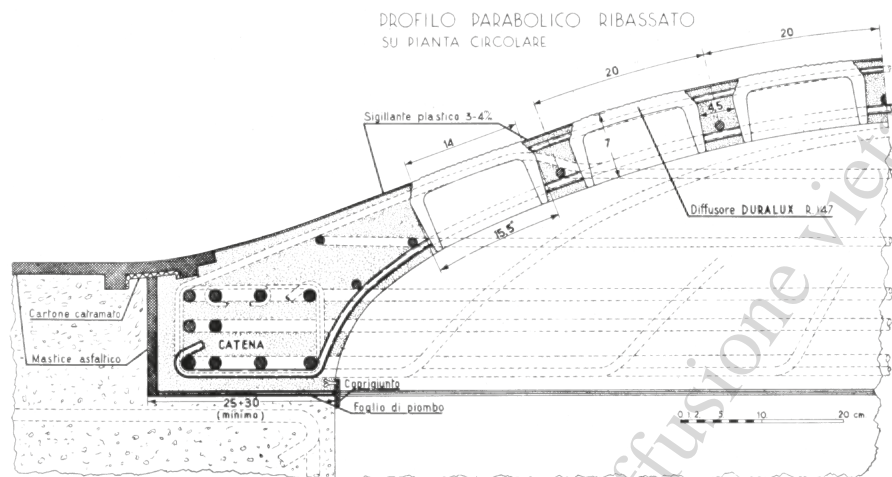 PROFILO PARABOLICO RIBASSATO
SU PIANTA CIRCOLARE
20
20
Sigillante plastico 3-4%
14
4,5
7
Diffusore DURALUX
15,5
Cartone catramato
CATENA
Mastice asfaltico
Coprigiunto
25÷30
(minimo)
Foglio di piombo
0 1 2 5 10 20 cm
ffusione viet